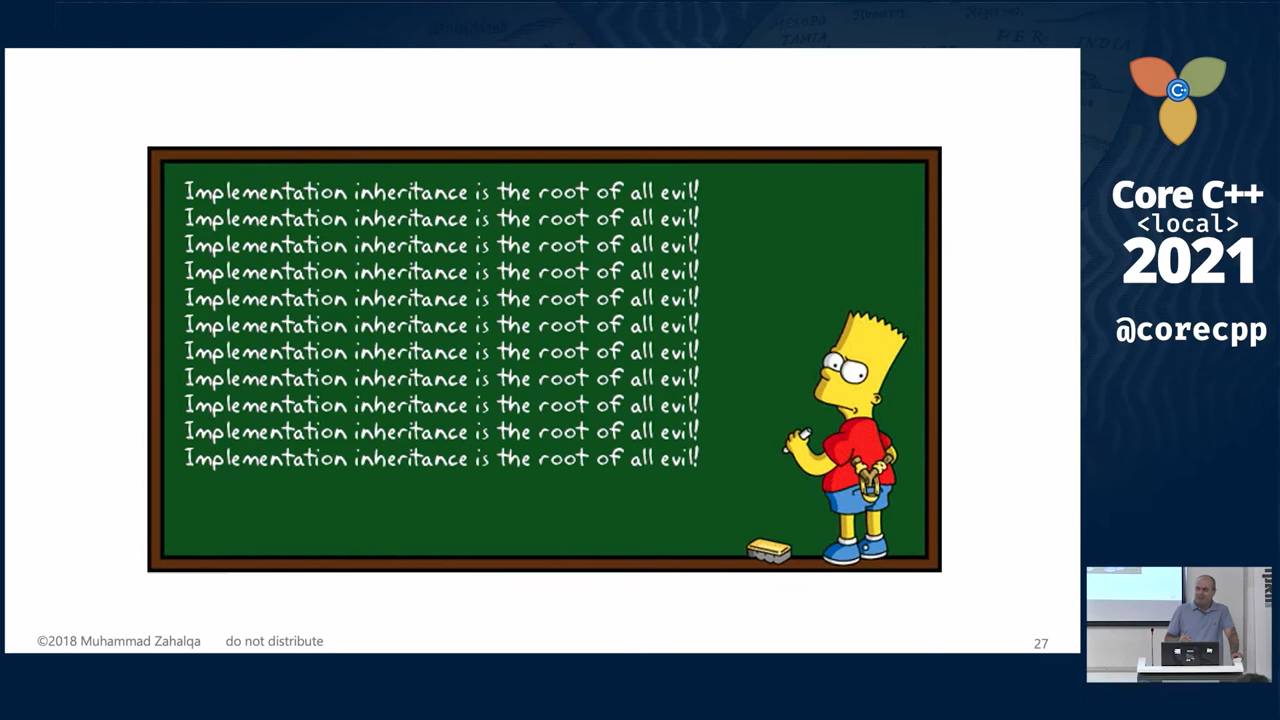 MESOPO
TAMIA
PER
INDIA
Implementation inheritance is the root of all evil!
Implementation inheritance is the root of all evil!
Implementation inheritance is the root of all evil!
Implementation inheritance is the root of all evil!
Implementation inheritance is the root of all evil!
Implementation inheritance is the root of all evil!
Implementation inheritance is the root of all evil!
Implementation inheritance is the root of all evil!
Implementation inheritance is the root of all evil!
Implementation inheritance is the root of all evil!
Implementation inheritance is the root of all evil!
©2018 Muhammad Zahalqa do not distribute
27
C++
Core C++
<local>
2021
@corecpp